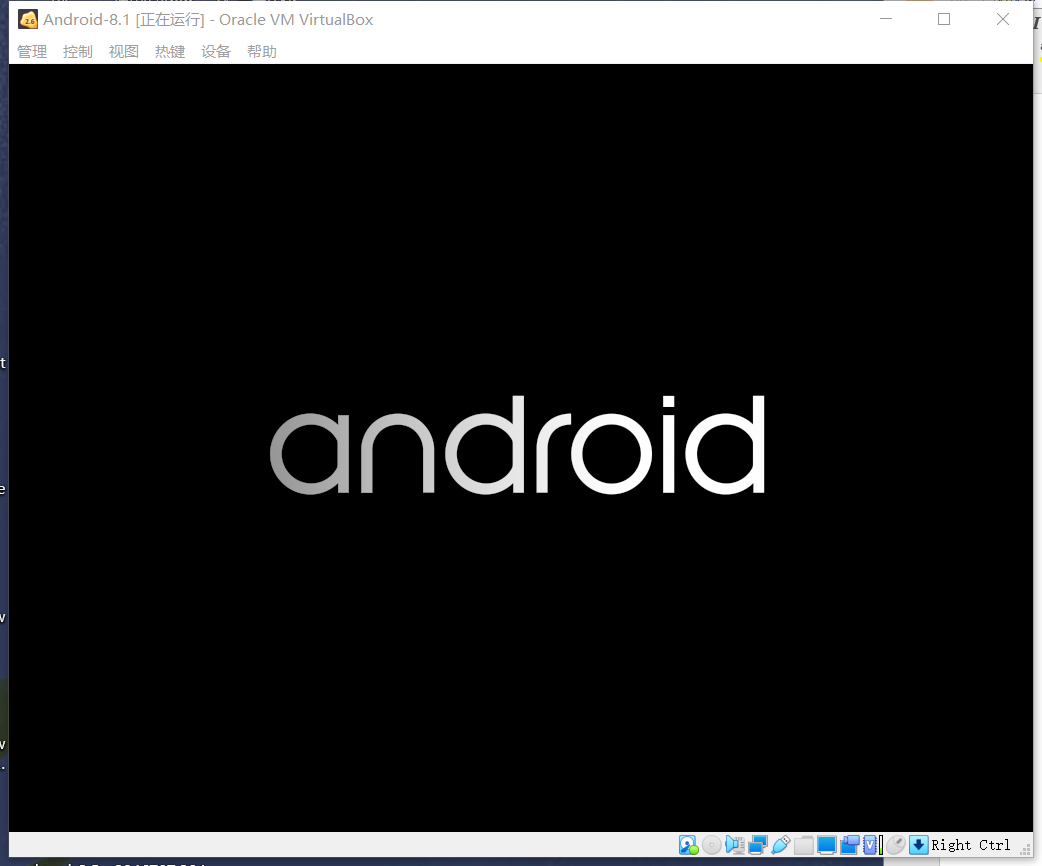 Android-8.1 [正在运行] - Oracle VM VirtualBox
管理 控制 视图 热键 设备 帮助
android
Right Ctrl